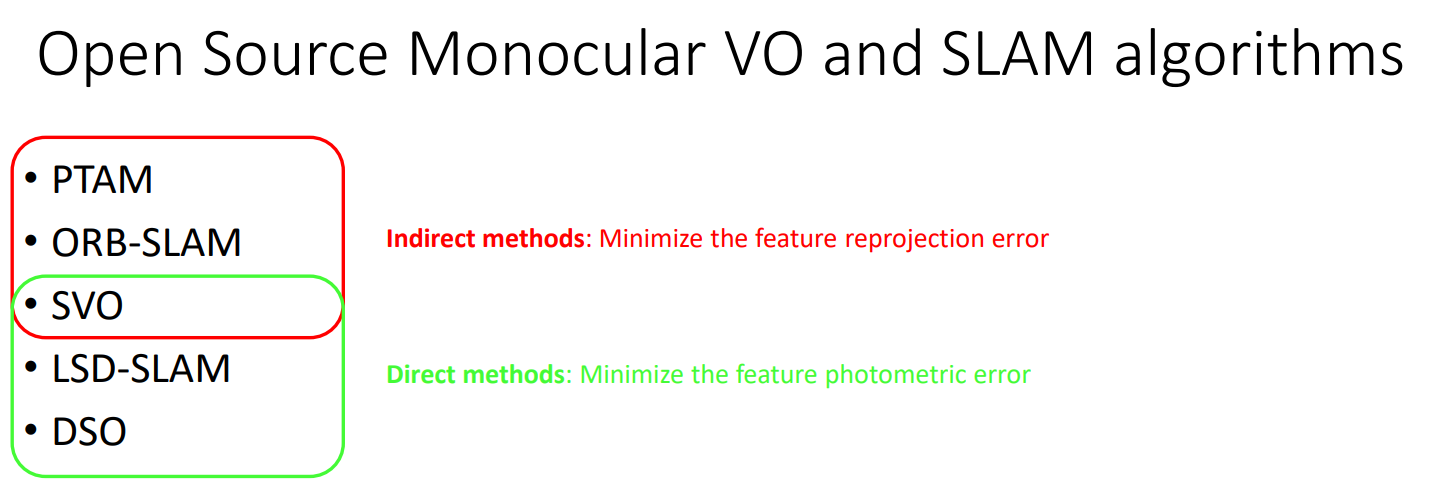 Open Source Monocular VO and SLAM algorithms
• PTAM
• ORB-SLAM
Indirect methods: Minimize the feature reprojection error
• SVO
• LSD-SLAM
Direct methods: Minimize the feature photometric error
• DSO